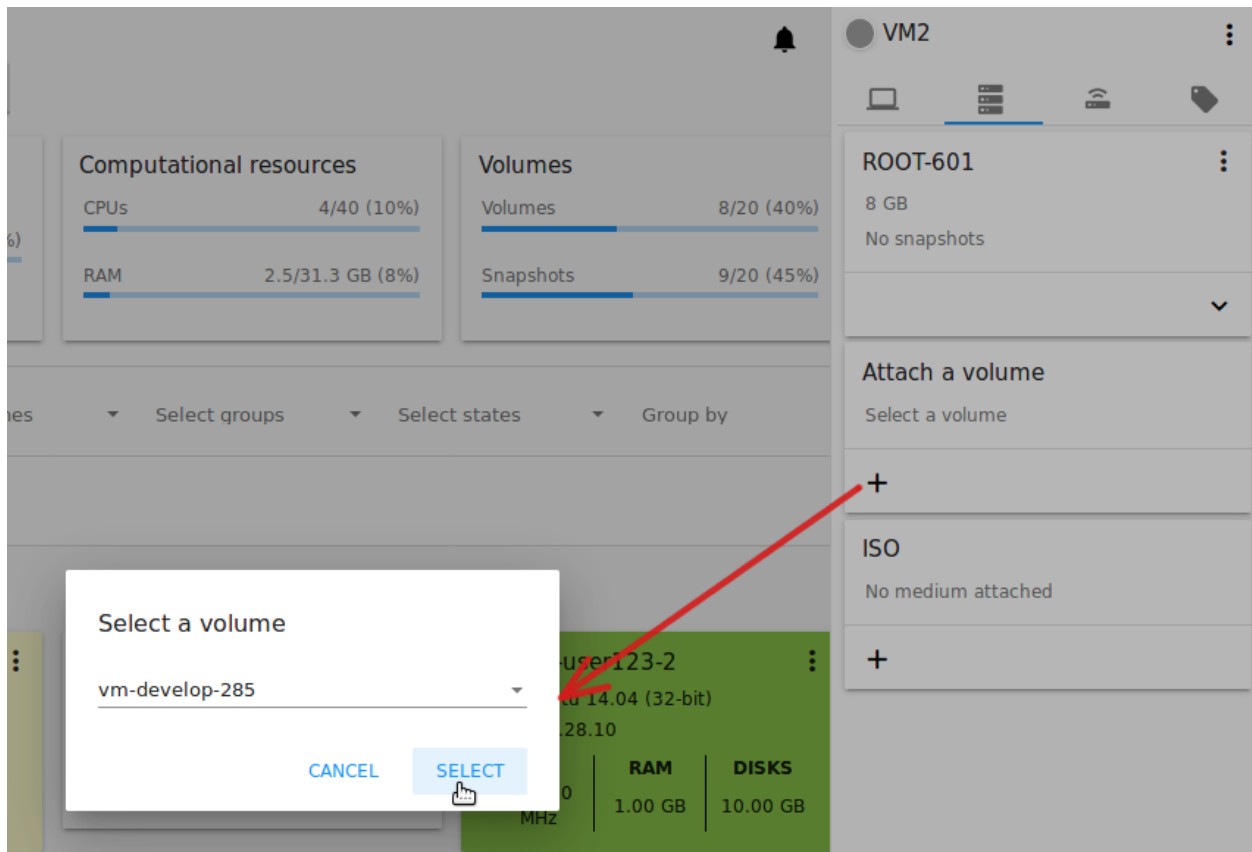 VM2
Computational resources
CPUs 4/40 (10%)
RAM 2.5/31.3 GB (8%)
Volumes
Volumes 8/20 (40%)
Snapshots 9/20 (45%)
%)
Select groups
Select states
Group by
ROOT-601
8 GB
No snapshots
Attach a volume
Select a volume
+
ISO
No medium attached
+
Select a volume
vm-develop-285
CANCEL SELECT
-user123-2
14.04 (32-bit)
.28.10
RAM DISKS
0
MHz
1.00 GB 10.00 GB